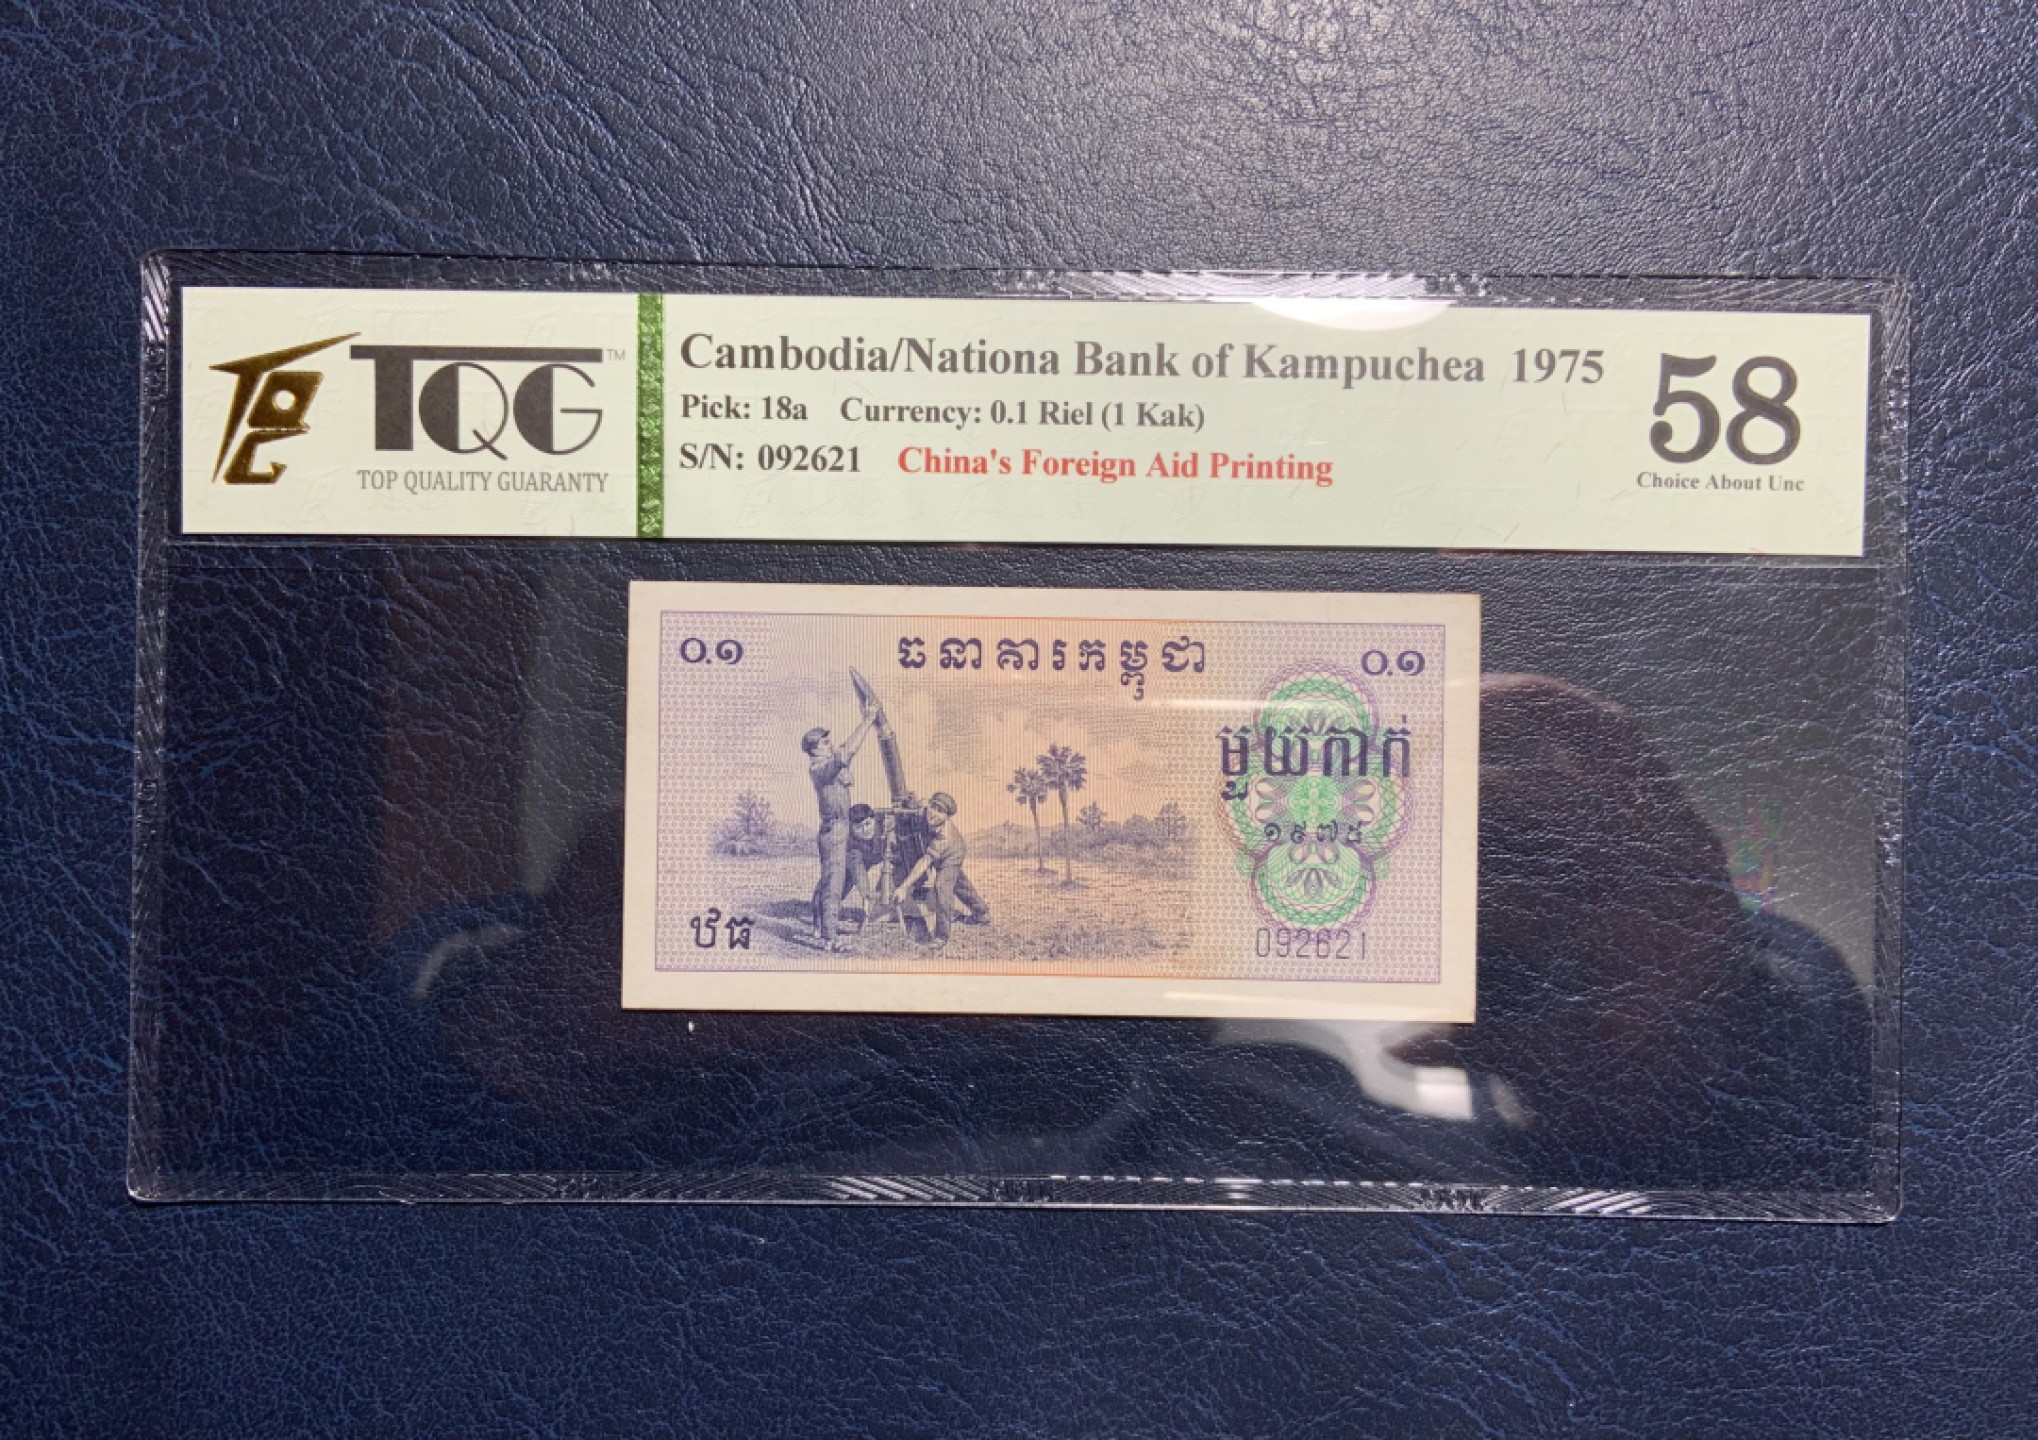 TQG™
TOP QUALITY GUARANTY
Cambodia/Nationa Bank of Kampuchea 1975
Pick: 18a Currency: 0.1 Riel (1 Kak)
S/N: 092621 China's Foreign Aid Printing
58
Choice About Unc
០.១ ធនាគារកម្ពុជា ០.១
មួយកាក់
១៩៧៥
ឋធ
092621